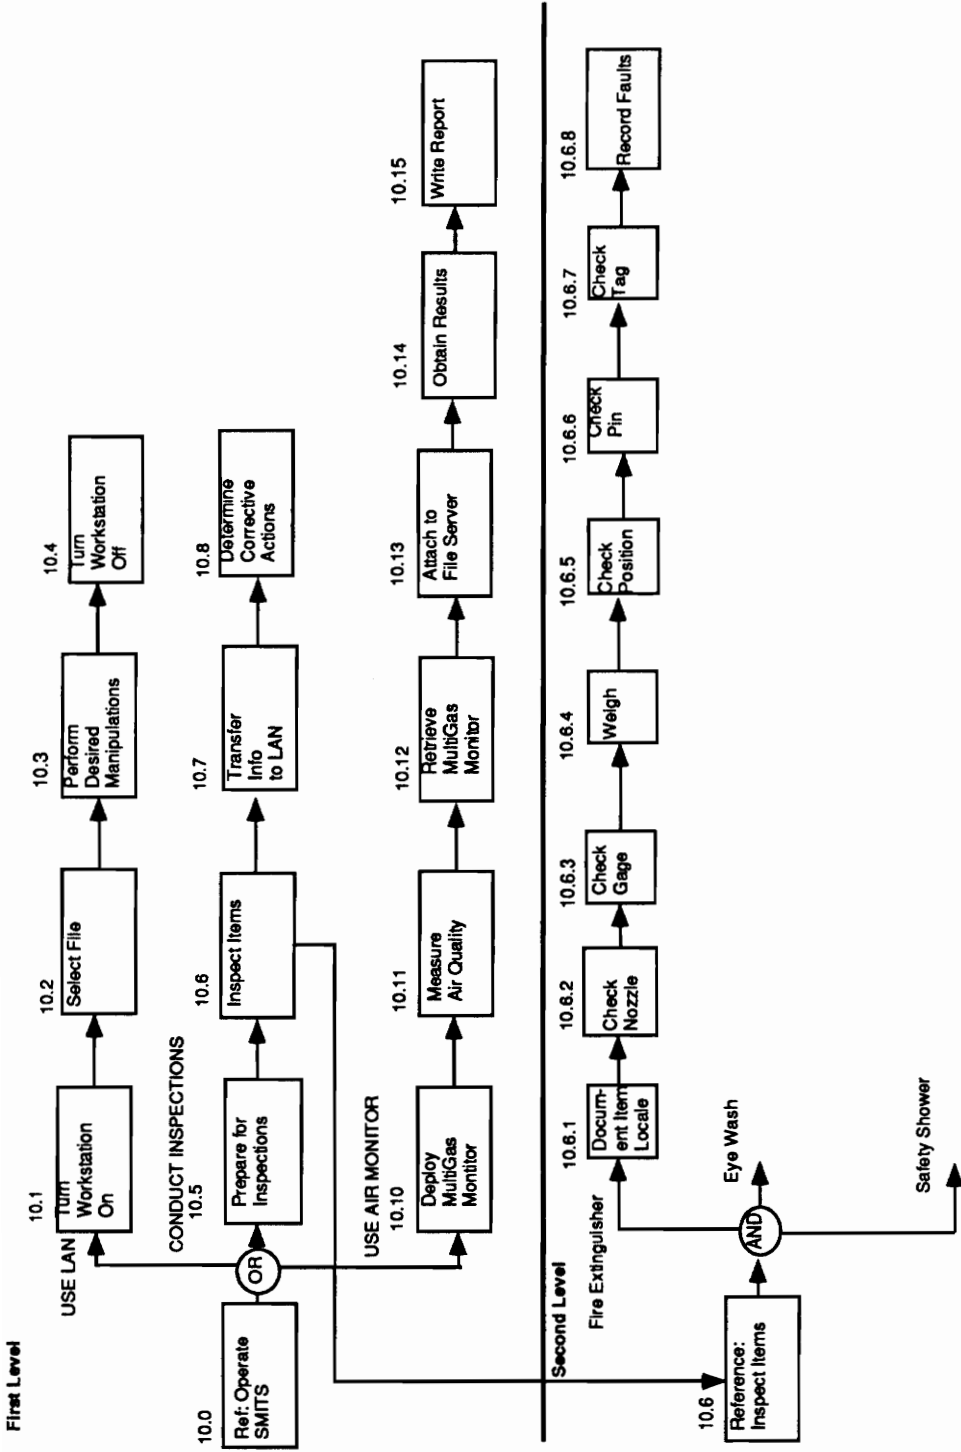 First Level
USE LAN
10.1
Turn
Workstation
On
10.2
Select File
10.3
Perform
Desired
Manipulations
10.4
Turn
Workstation
Off
10.0
Ref: Operate
SMITS
OR
CONDUCT INSPECTIONS
10.5
Prepare for
Inspections
10.6
Inspect Items
10.7
Transfer
Info
to LAN
10.8
Determine
Corrective
Actions
USE AIR MONITOR
10.10
Deploy
MultiGas
Montitor
10.11
Measure
Air Quality
10.12
Retrieve
MultiGas
Monitor
10.13
Attach to
File Server
10.14
Obtain Results
10.15
Write Report
Second Level
Fire Extinguisher
10.6.1
Docum-
ent Item
Locale
10.6.2
Check
Nozzle
10.6.3
Check
Gage
10.6.4
Weigh
10.6.5
Check
Position
10.6.6
Check
Pin
10.6.7
Check
Tag
10.6.8
Record Faults
10.6
Reference:
Inspect Items
AND
Eye Wash
Safety Shower